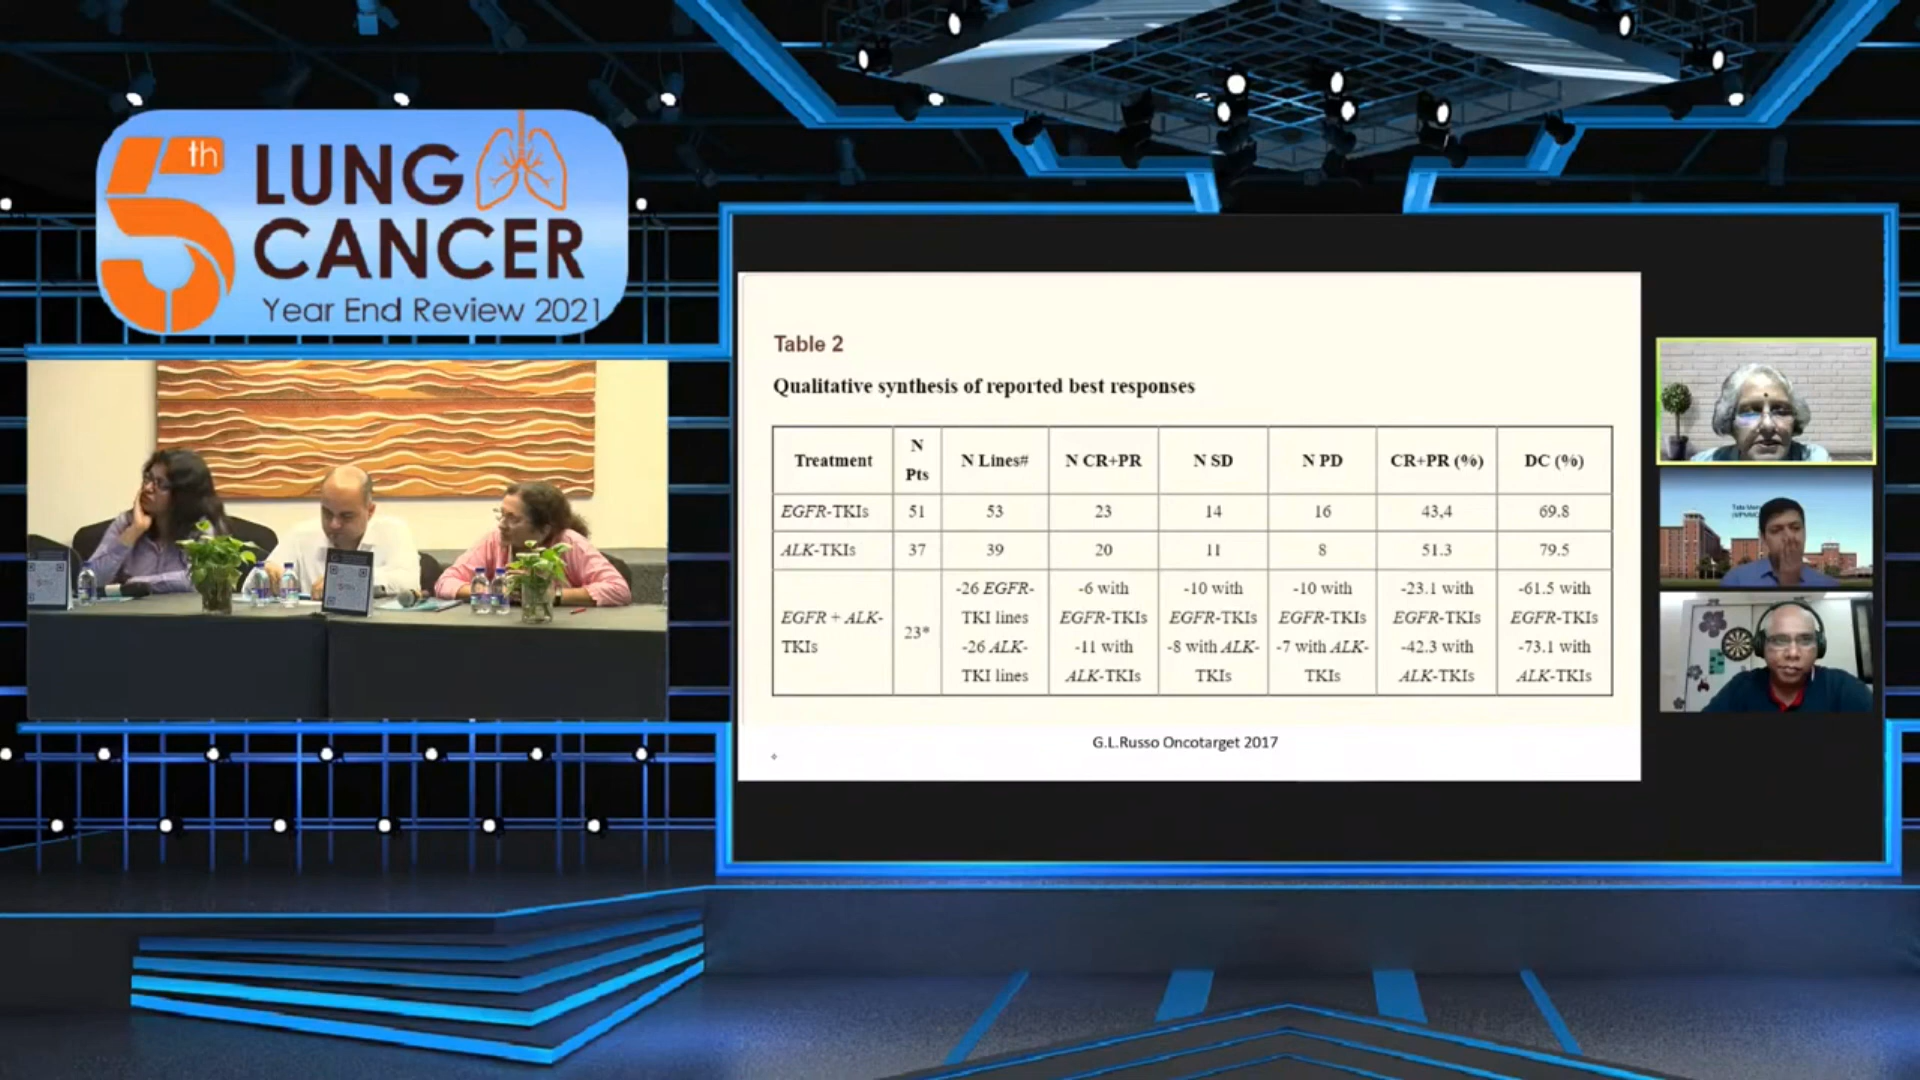 5th
LUNG
CANCER
Year End Review 2021
Table 2
Qualitative synthesis of reported best responses
Treatment N Pts N Lines# N CR+PR N SD N PD CR+PR (%) DC (%)
EGFR-TKIs 51 53 23 14 16 43,4 69.8
ALK-TKIs 37 39 20 11 8 51.3 79.5
EGFR + ALK-TKIs 23* -26 EGFR-TKI lines -26 ALK-TKI lines -6 with EGFR-TKIs -11 with ALK-TKIs -10 with EGFR-TKIs -8 with ALK-TKIs -10 with EGFR-TKIs -7 with ALK-TKIs -23.1 with EGFR-TKIs -42.3 with ALK-TKIs -61.5 with EGFR-TKIs -73.1 with ALK-TKIs
G.L.Russo Oncotarget 2017